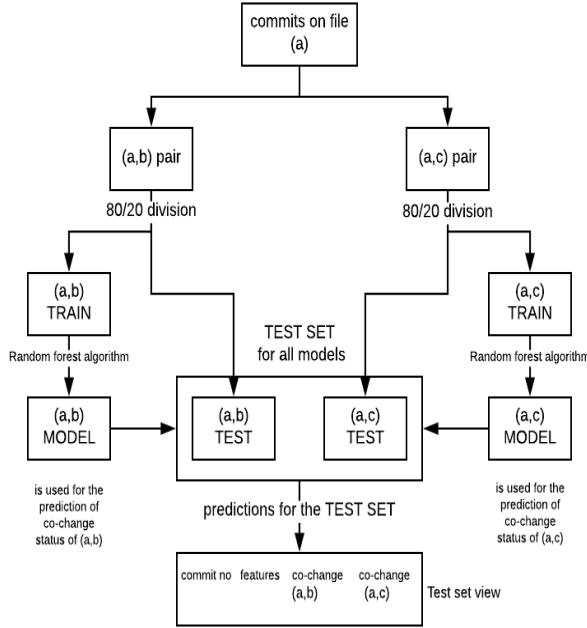 commits on file
(a)
(a,b) pair
(a,c) pair
80/20 division
80/20 division
(a,b)
TRAIN
(a,c)
TRAIN
TEST SET
for all models
Random forest algorithm
Random forest algorithm
(a,b)
MODEL
(a,b)
TEST
(a,c)
TEST
(a,c)
MODEL
is used for the
prediction of
co-change
status of (a,b)
is used for the
prediction of
co-change
status of (a,c)
predictions for the TEST SET
commit no features co-change co-change
(a,b) (a,c)
Test set view